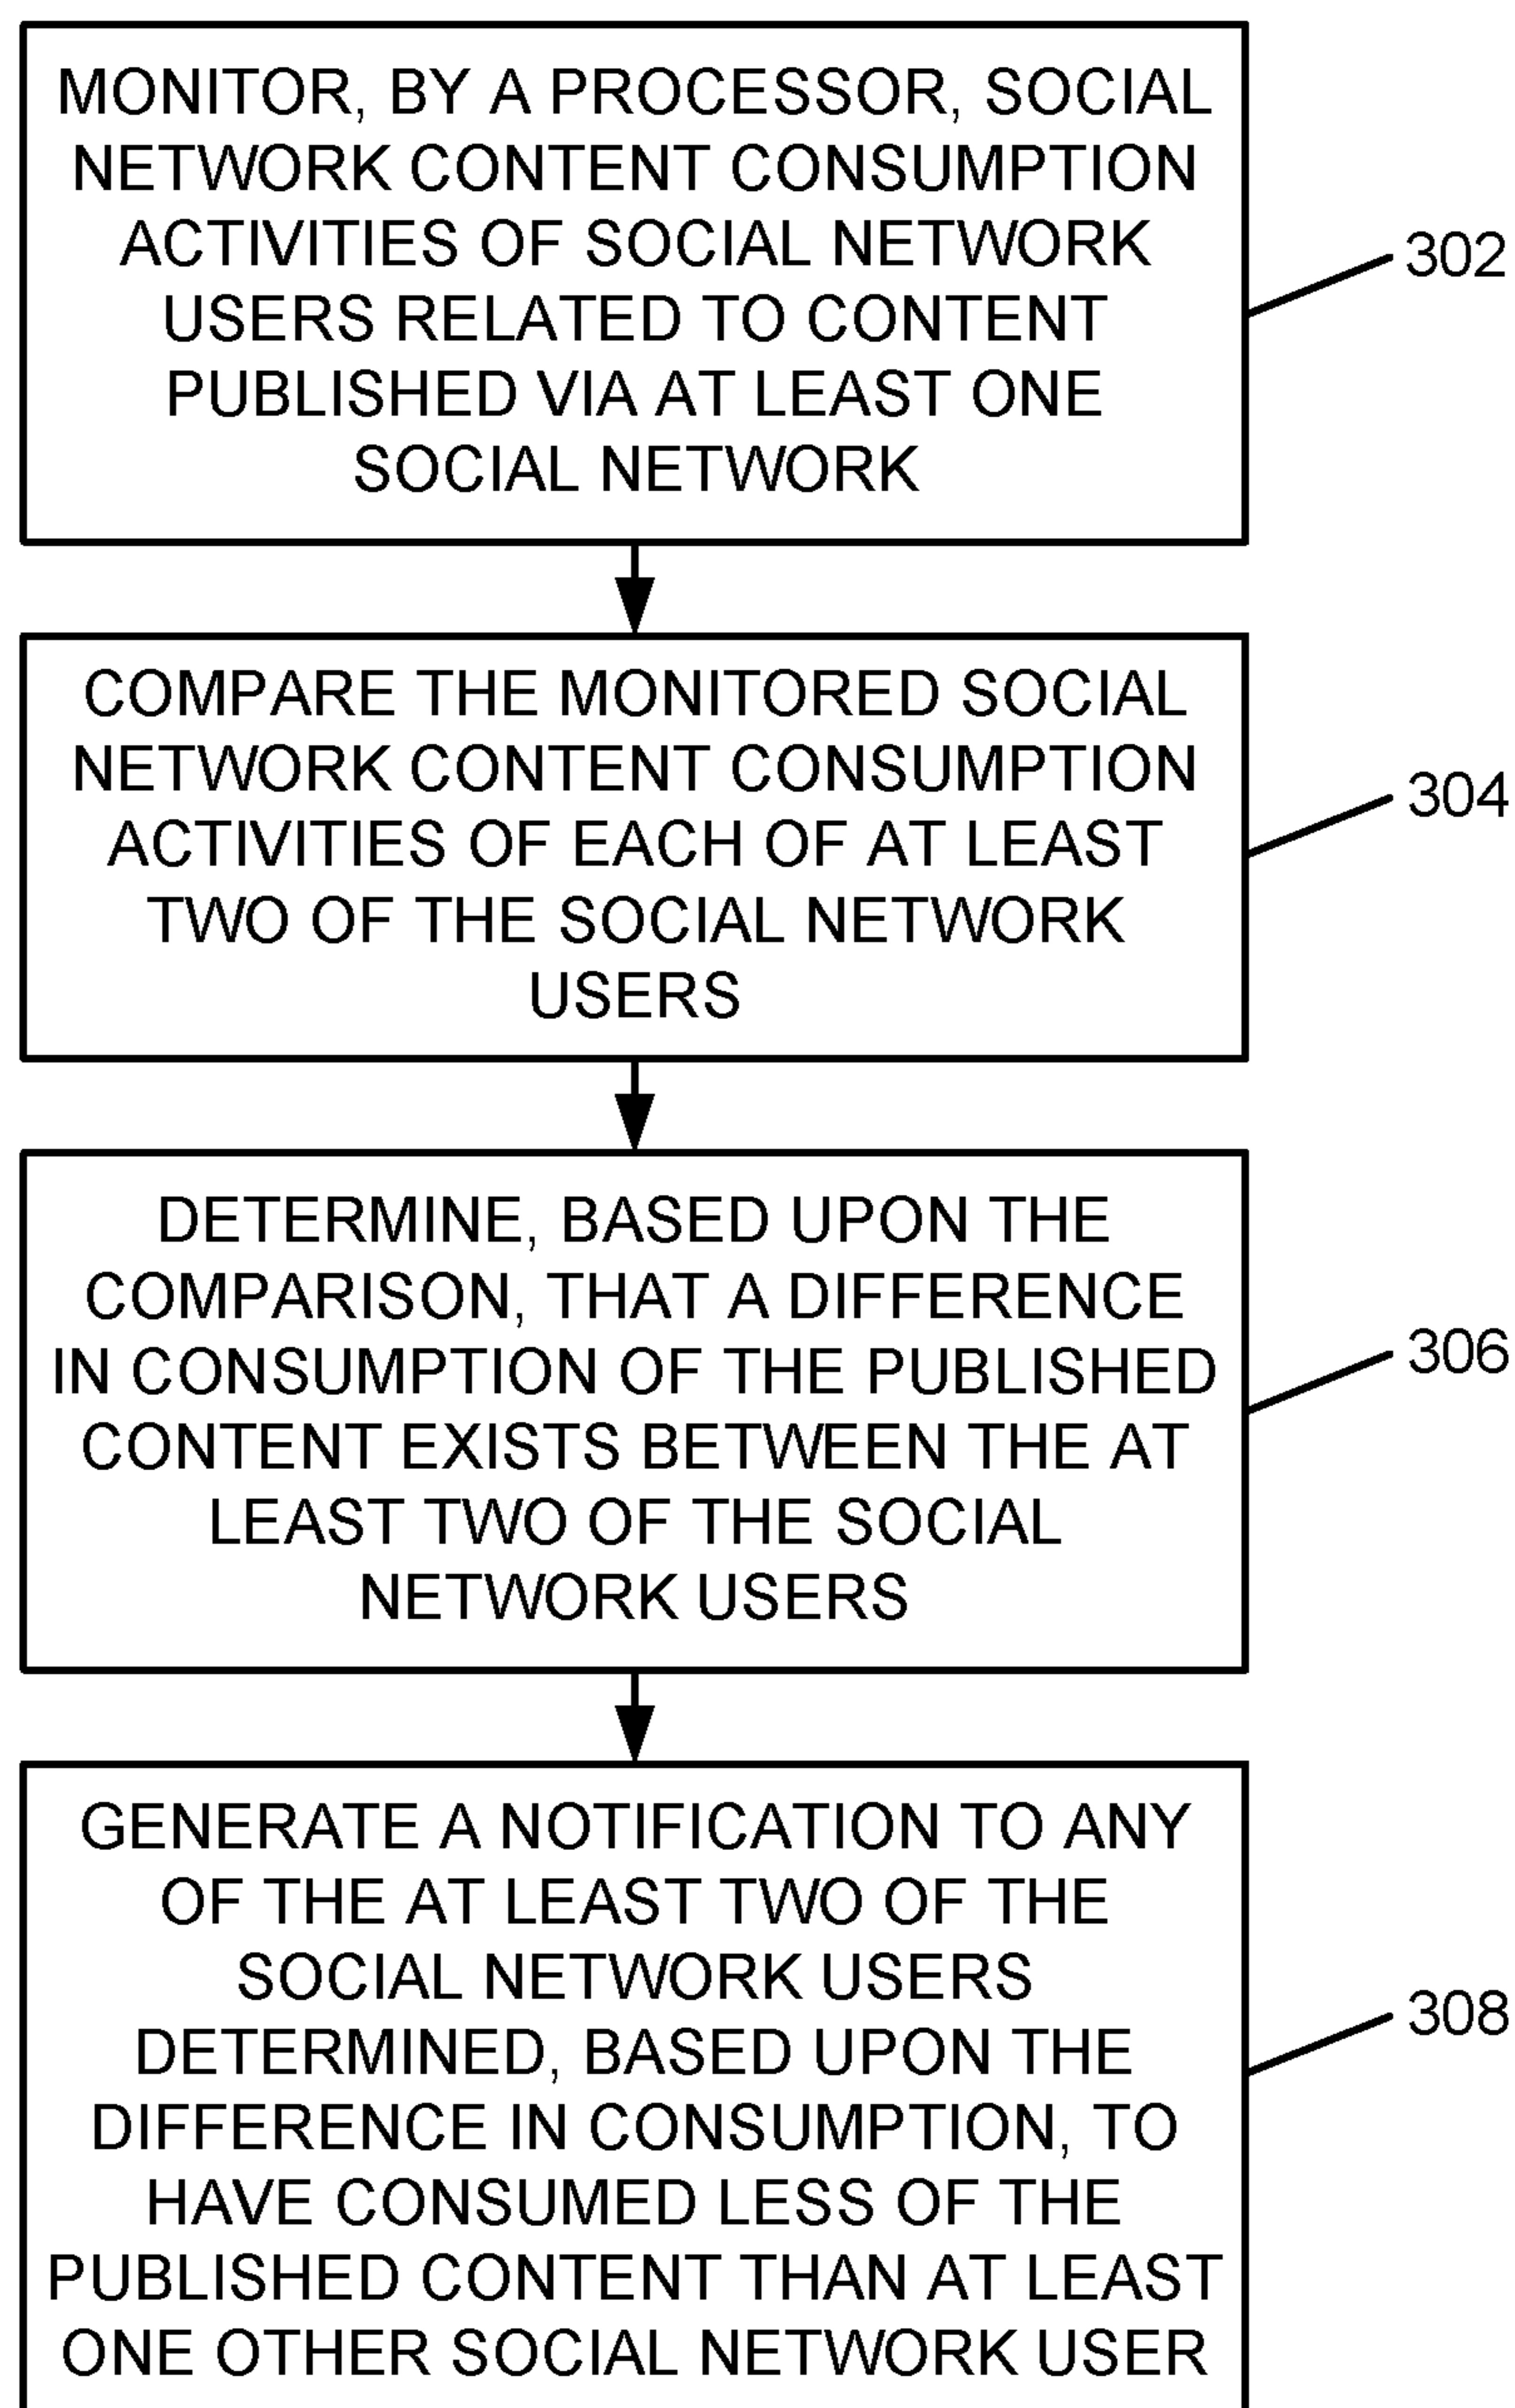 MONITOR, BY A PROCESSOR, SOCIAL
NETWORK CONTENT CONSUMPTION
ACTIVITIES OF SOCIAL NETWORK
USERS RELATED TO CONTENT
PUBLISHED VIA AT LEAST ONE
SOCIAL NETWORK
302
COMPARE THE MONITORED SOCIAL
NETWORK CONTENT CONSUMPTION
ACTIVITIES OF EACH OF AT LEAST
TWO OF THE SOCIAL NETWORK
USERS
304
DETERMINE, BASED UPON THE
COMPARISON, THAT A DIFFERENCE
IN CONSUMPTION OF THE PUBLISHED
CONTENT EXISTS BETWEEN THE AT
LEAST TWO OF THE SOCIAL
NETWORK USERS
306
GENERATE A NOTIFICATION TO ANY
OF THE AT LEAST TWO OF THE
SOCIAL NETWORK USERS
DETERMINED, BASED UPON THE
DIFFERENCE IN CONSUMPTION, TO
HAVE CONSUMED LESS OF THE
PUBLISHED CONTENT THAN AT LEAST
ONE OTHER SOCIAL NETWORK USER
308